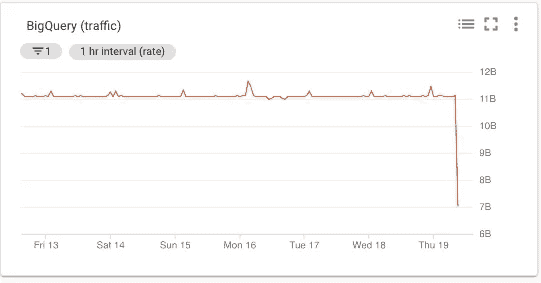 BigQuery (traffic)
1
1 hr interval (rate)
12B
11B
10B
9B
8B
7B
6B
Fri 13 Sat 14 Sun 15 Mon 16 Tue 17 Wed 18 Thu 19